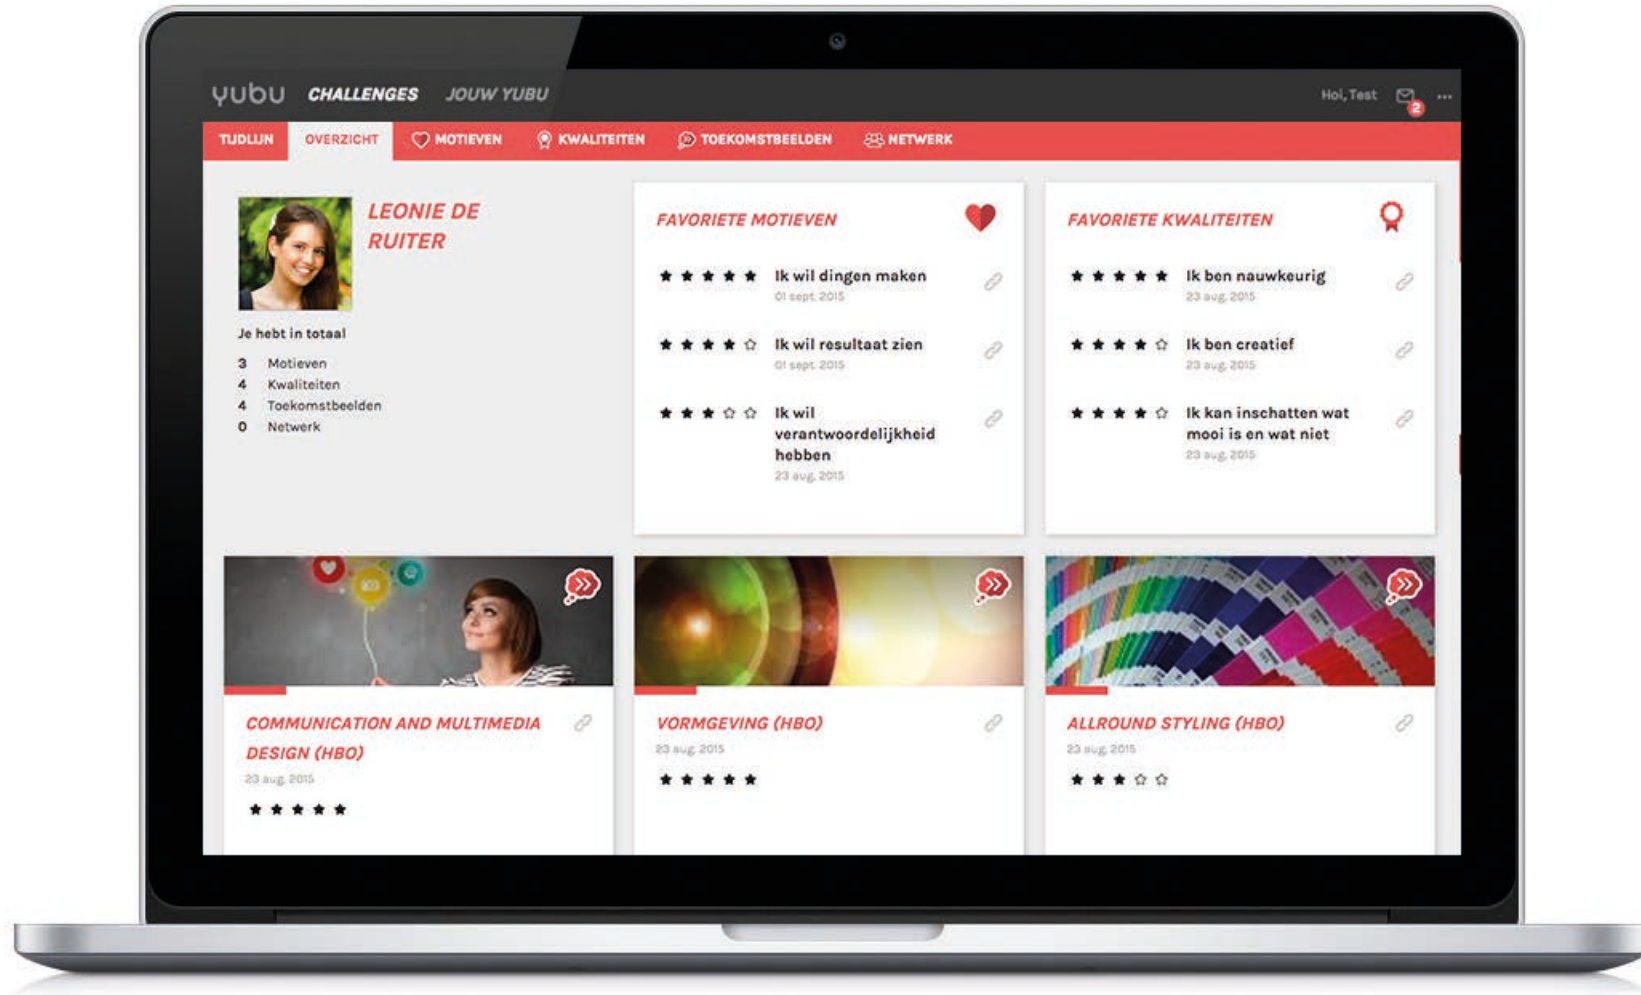 yubu CHALLENGES JOUW YUBU
Hoi, Test
2
TIJDLIJN OVERZICHT MOTIEVEN KWALITEITEN TOEKOMSTBEELDEN NETWERK
LEONIE DE
RUITER
Je hebt in totaal
3 Motieven
4 Kwaliteiten
4 Toekomstbeelden
0 Netwerk
FAVORIETE MOTIEVEN
Ik wil dingen maken
01 sept. 2015
Ik wil resultaat zien
01 sept. 2015
Ik wil
verantwoordelijkheid
hebben
23 aug. 2015
FAVORIETE KWALITEITEN
Ik ben nauwkeurig
23 aug. 2015
Ik ben creatief
23 aug. 2015
Ik kan inschatten wat
mooi is en wat niet
23 aug. 2015
COMMUNICATION AND MULTIMEDIA
DESIGN (HBO)
23 aug. 2015
VORMGEVING (HBO)
23 aug. 2015
ALLROUND STYLING (HBO)
23 aug. 2015